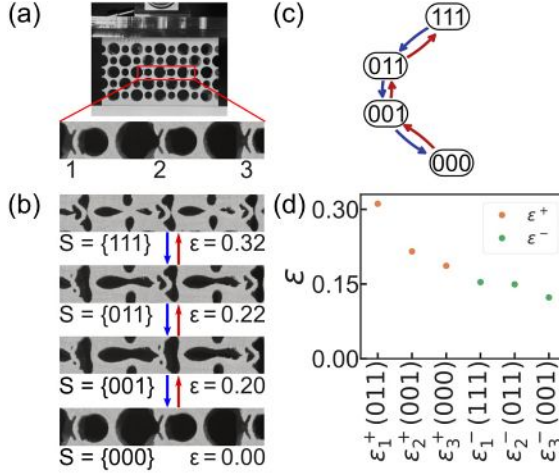 (a)
1 2 3
(b)
S = {111} ε = 0.32
S = {011} ε = 0.22
S = {001} ε = 0.20
S = {000} ε = 0.00
(c)
111
011
001
000
(d)
0.30
0.15
0.00
ε
ε⁺
ε⁻
ε₁⁺(011)
ε₂⁺(001)
ε₃⁺(000)
ε₁⁻(111)
ε₂⁻(011)
ε₃⁻(001)